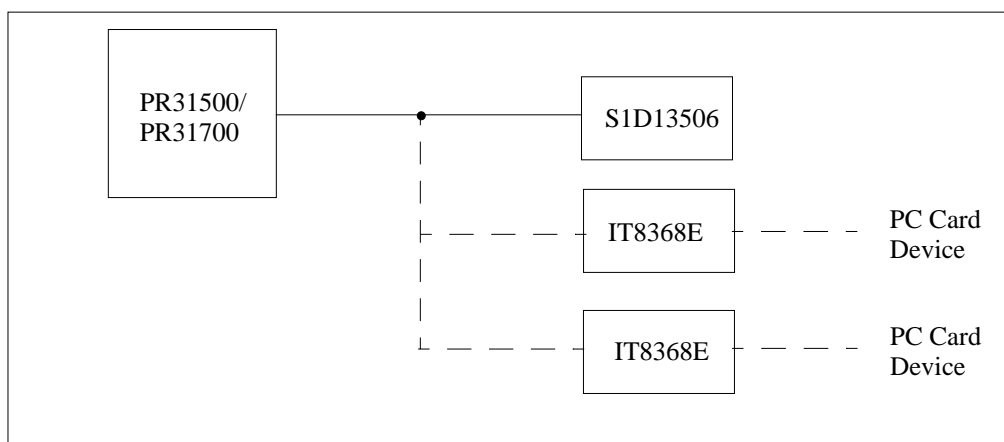 PR31500/
PR31700
S1D13506
IT8368E
PC Card
Device
IT8368E
PC Card
Device